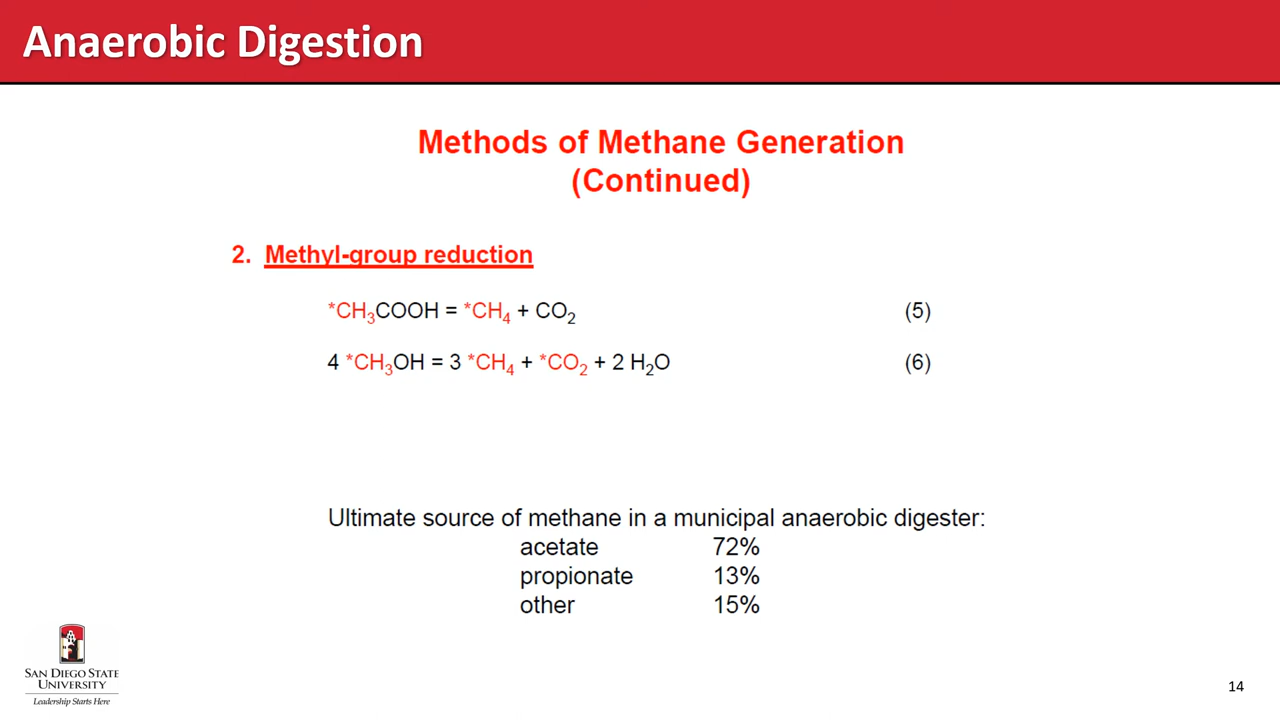 Anaerobic Digestion
Methods of Methane Generation
(Continued)
2. Methyl-group reduction
*CH₃COOH = *CH₄ + CO₂ (5)
4 *CH₃OH = 3 *CH₄ + *CO₂ + 2 H₂O (6)
Ultimate source of methane in a municipal anaerobic digester:
acetate 72%
propionate 13%
other 15%
SAN DIEGO STATE
UNIVERSITY
Leadership Starts Here
14